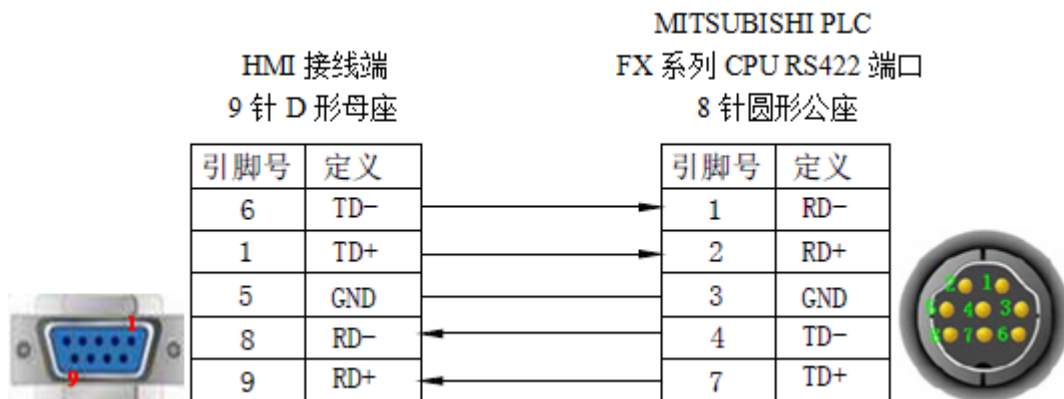 MITSUBISHI PLC
HMI 接线端 FX 系列 CPU RS422 端口
9 针 D 形母座 8 针圆形公座
引脚号 定义 引脚号 定义
6 TD- 1 RD-
1 TD+ 2 RD+
5 GND 3 GND
8 RD- 4 TD-
9 RD+ 7 TD+
1
9
2 1
5 4 3
8 7 6